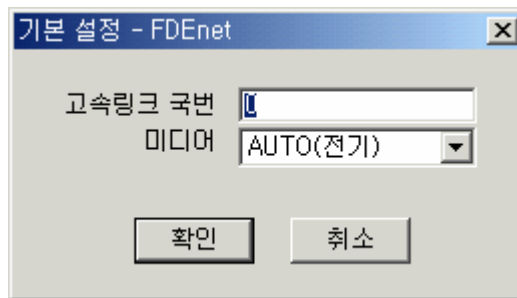 기본 설정 - FDEnet
고속링크 국번 0
미디어 AUTO(전기)
확인 취소